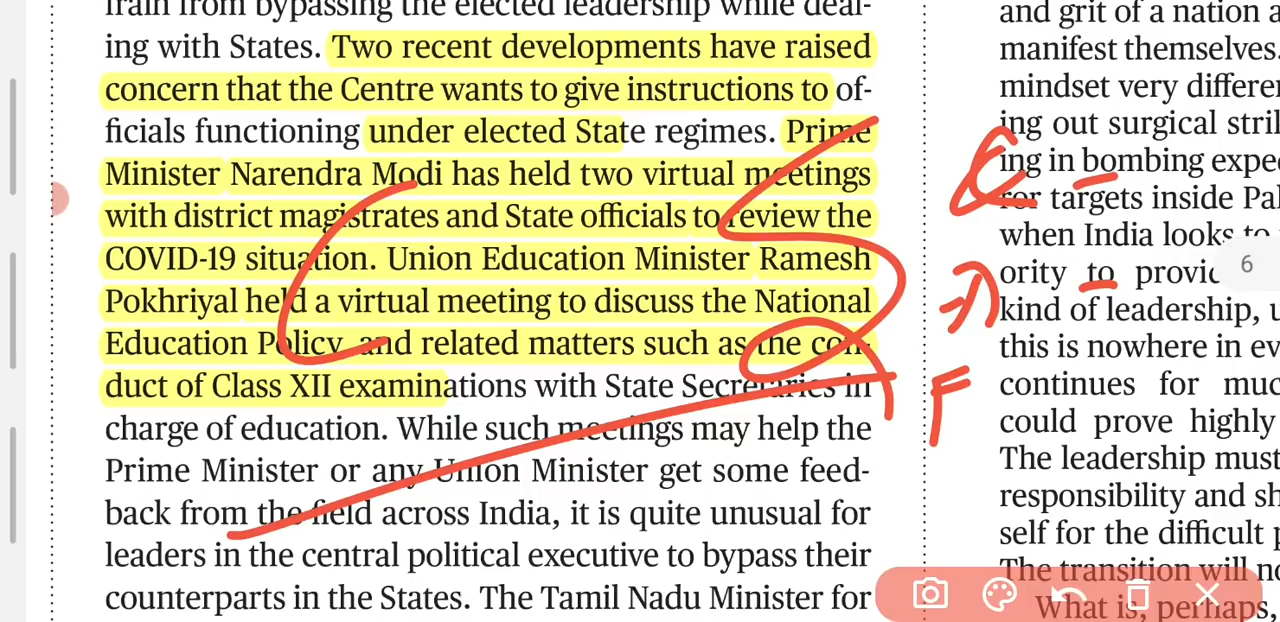 frain from bypassing the elected leadership while deal-
ing with States. Two recent developments have raised
concern that the Centre wants to give instructions to of-
ficials functioning under elected State regimes. Prime
Minister Narendra Modi has held two virtual meetings
with district magistrates and State officials to review the
COVID-19 situation. Union Education Minister Ramesh
Pokhriyal held a virtual meeting to discuss the National
Education Policy, and related matters such as the con-
duct of Class XII examinations with State Secretaries in
charge of education. While such meetings may help the
Prime Minister or any Union Minister get some feed-
back from the field across India, it is quite unusual for
leaders in the central political executive to bypass their
counterparts in the States. The Tamil Nadu Minister for
and grit of a nation a
manifest themselves.
mindset very differen
ing out surgical stril
ing in bombing expe
ror targets inside Pa
when India looks to
ority to provid
kind of leadership, u
this is nowhere in ev
continues for muc
could prove highly
The leadership must
responsibility and sh
self for the difficult p
The transition will no
What is, perhaps,
6